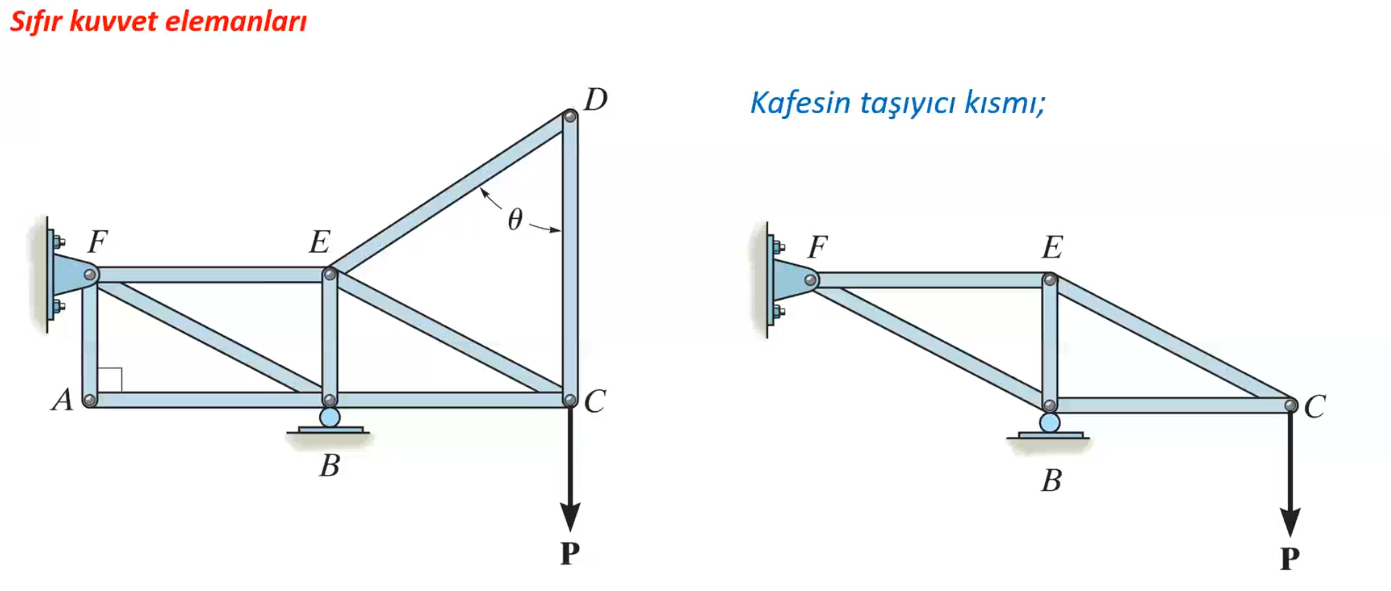 Sıfır kuvvet elemanları
Kafesin taşıyıcı kısmı;
D
θ
F
E
A
C
B
P
F
E
C
B
P